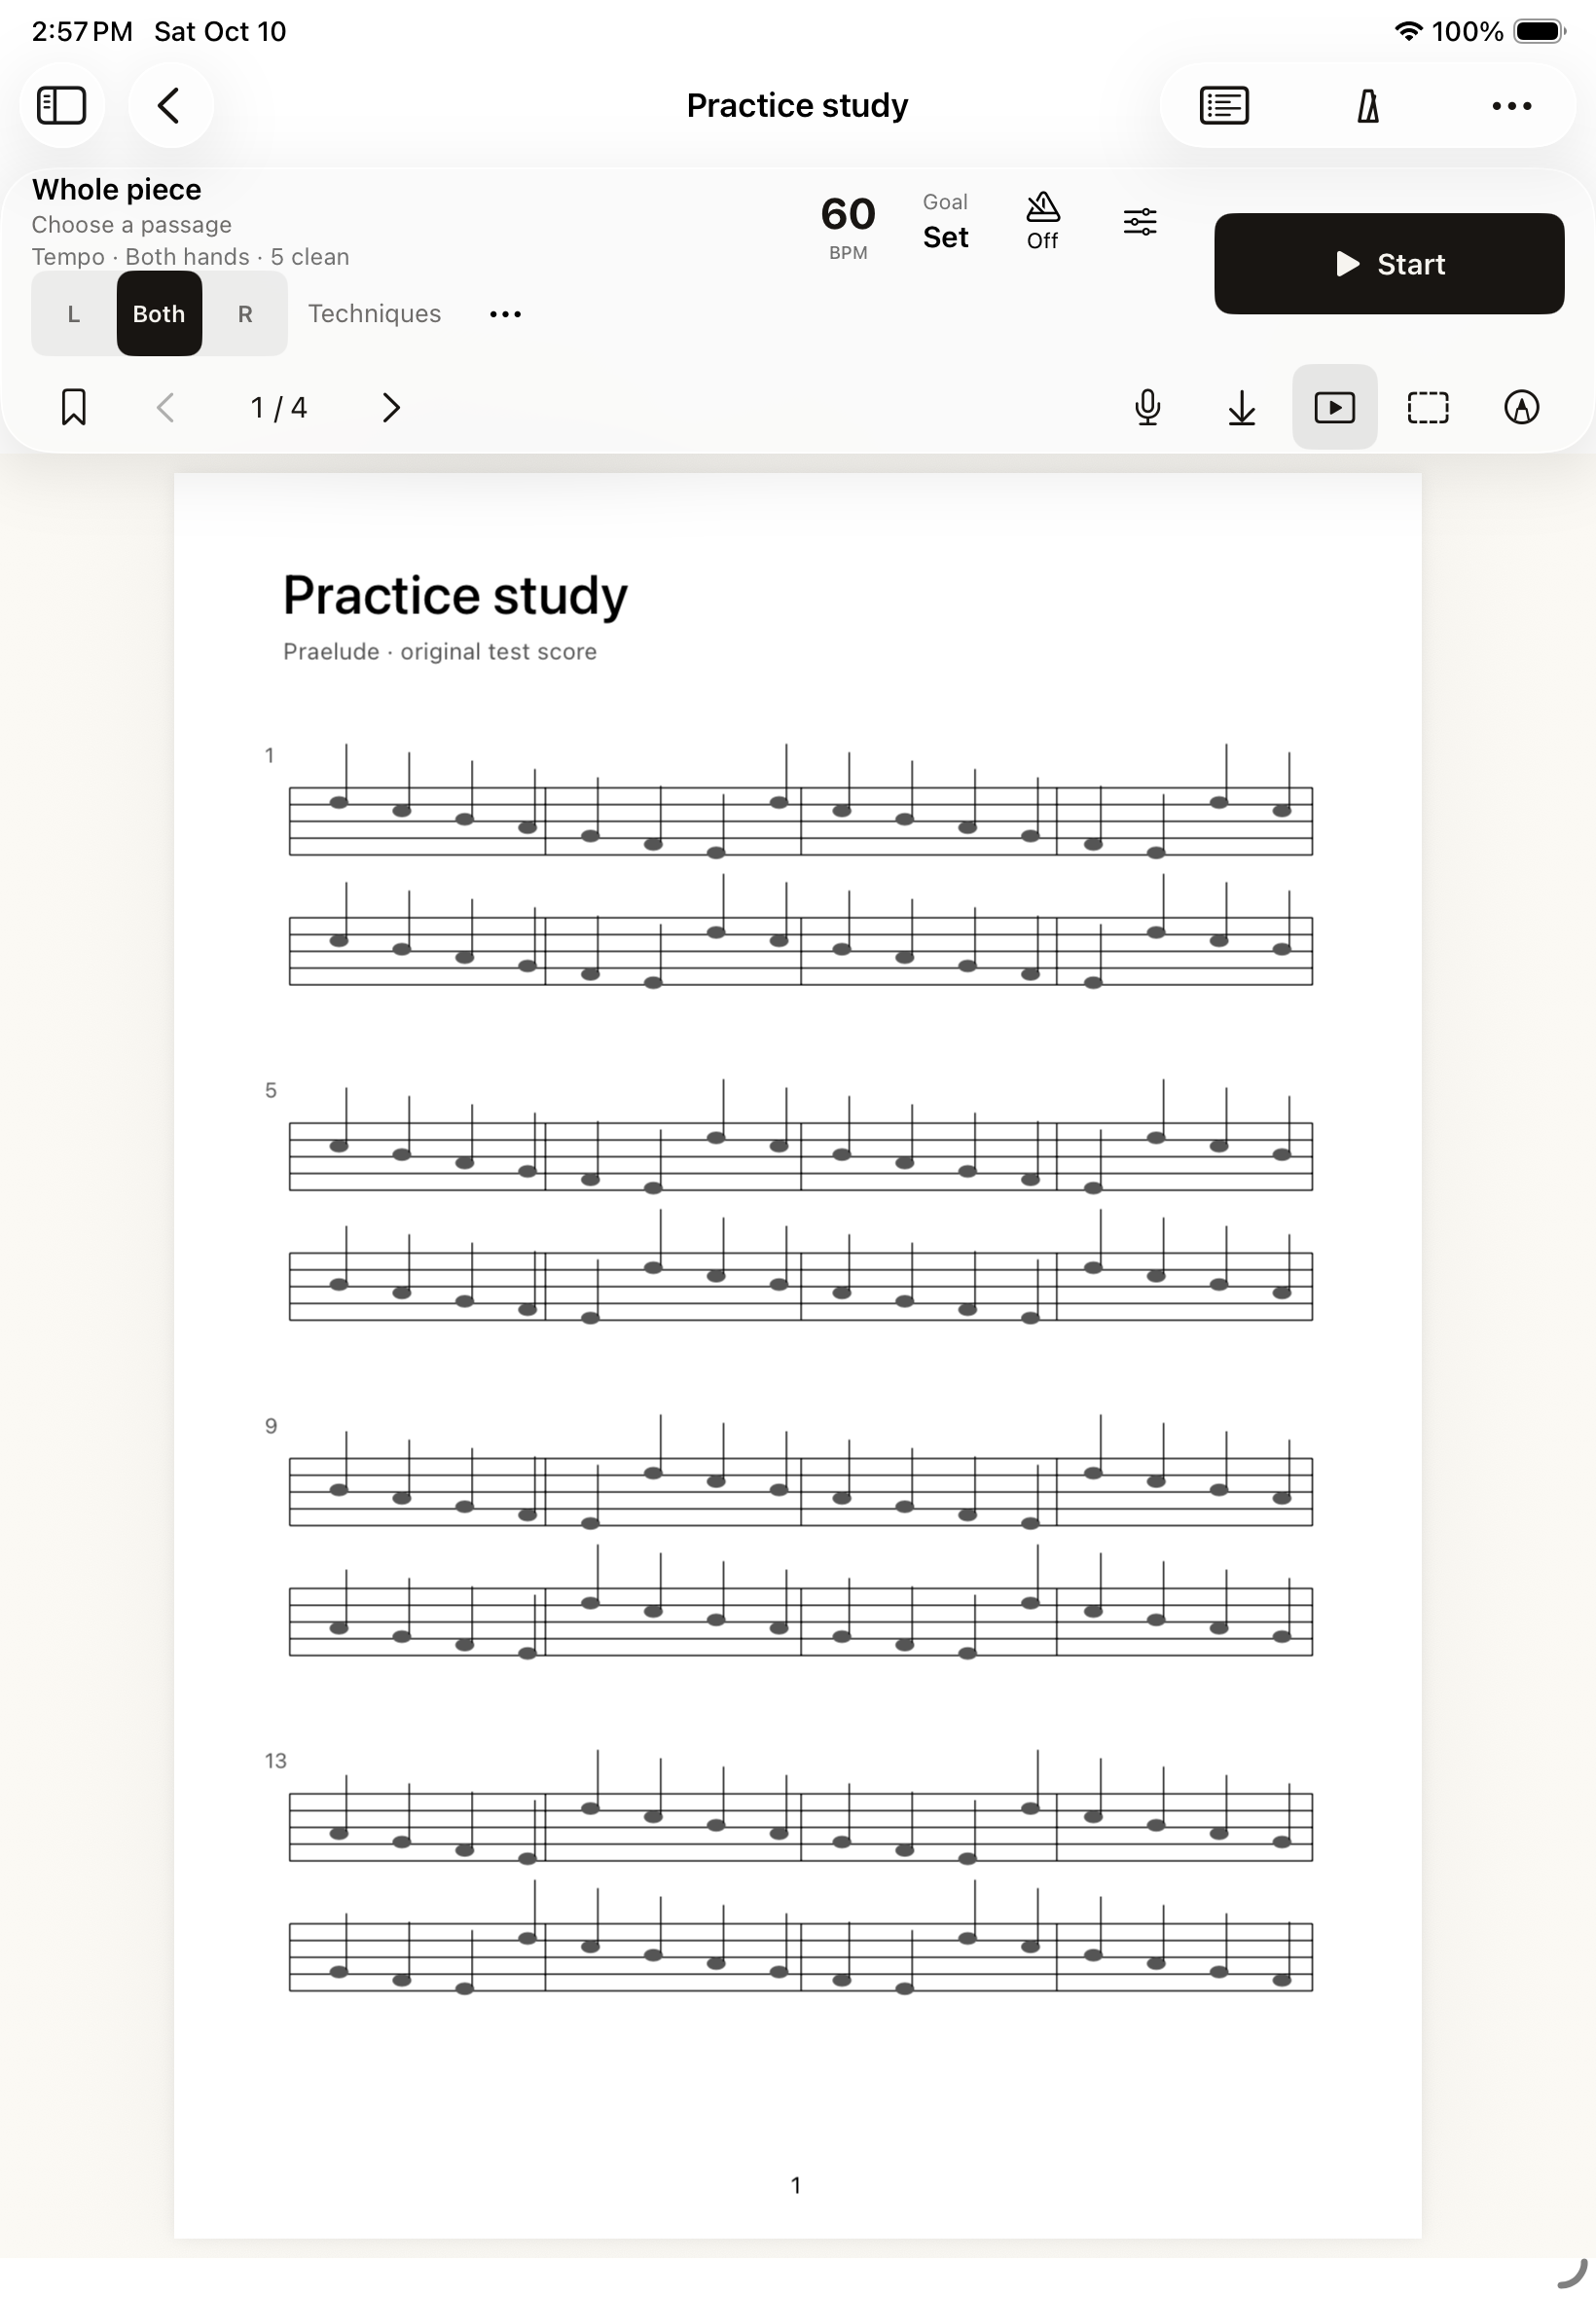 2:57 PM Sat Oct 10 100%
Practice study
Whole piece
Choose a passage
Tempo · Both hands · 5 clean
60
BPM
Goal
Set
Off
Start
L Both R Techniques
1 / 4
Practice study
Praelude · original test score
1
5
9
13
1